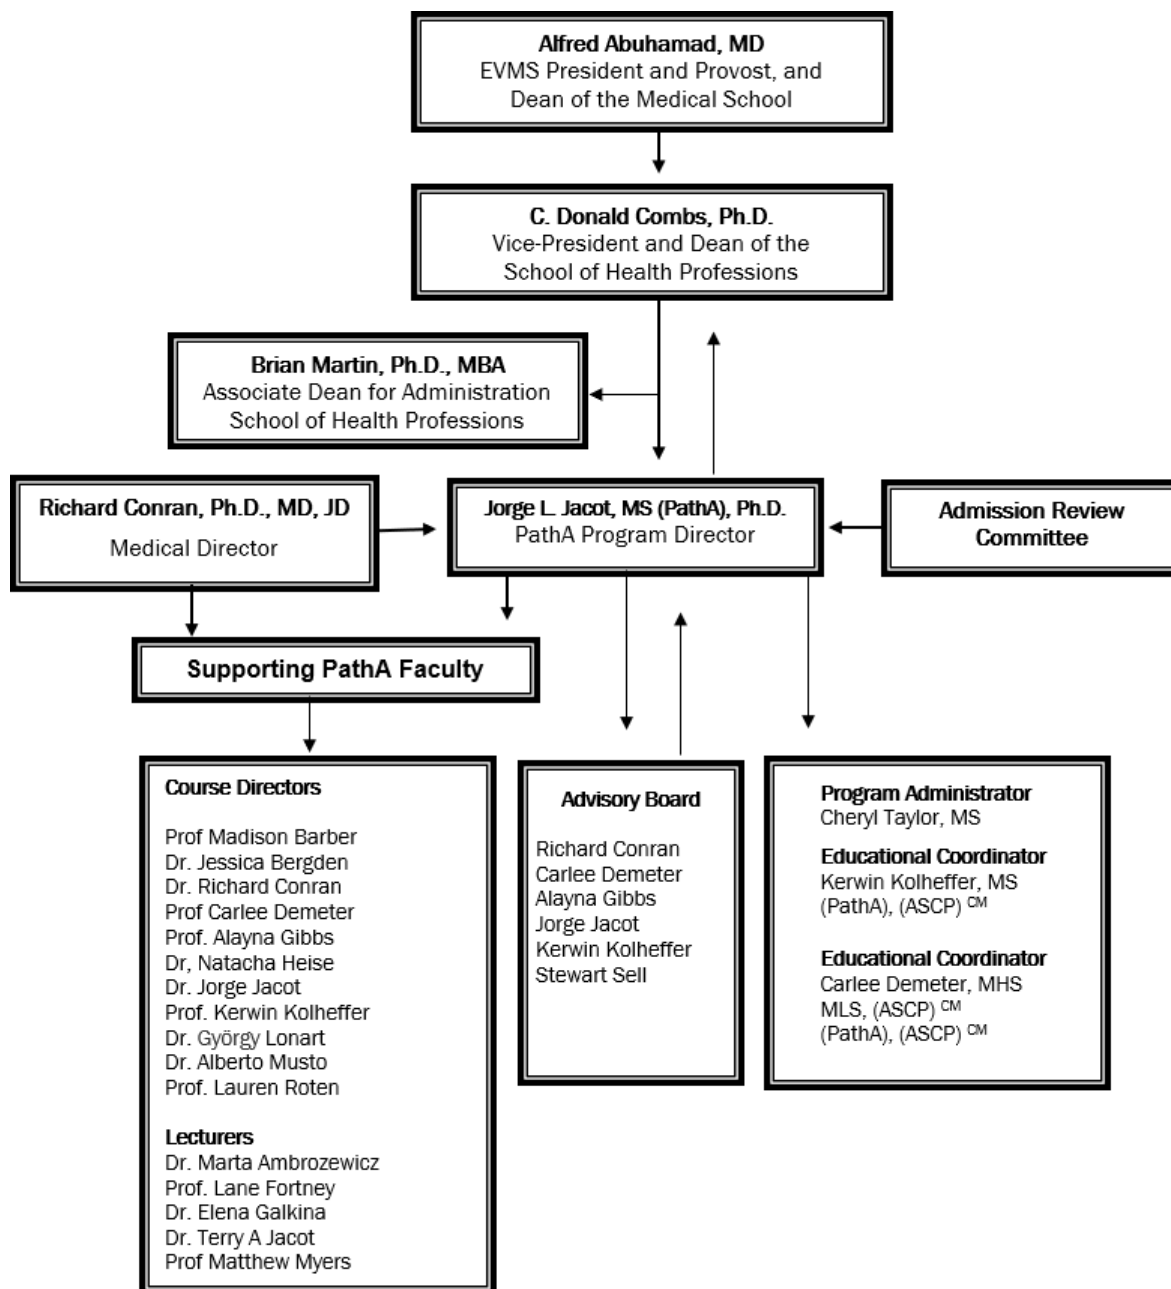 Alfred Abuhamad, MD
EVMS President and Provost, and
Dean of the Medical School
C. Donald Combs, Ph.D.
Vice-President and Dean of the
School of Health Professions
Brian Martin, Ph.D., MBA
Associate Dean for Administration
School of Health Professions
Richard Conran, Ph.D., MD, JD
Medical Director
Jorge L. Jacot, MS (PathA), Ph.D.
PathA Program Director
Admission Review
Committee
Supporting PathA Faculty
Course Directors
Prof Madison Barber
Dr. Jessica Bergden
Dr. Richard Conran
Prof Carlee Demeter
Prof. Alayna Gibbs
Dr, Natacha Heise
Dr. Jorge Jacot
Prof. Kerwin Kolheffer
Dr. György Lonart
Dr. Alberto Musto
Prof. Lauren Roten
Lecturers
Dr. Marta Ambrozewicz
Prof. Lane Fortney
Dr. Elena Galkina
Dr. Terry A Jacot
Prof Matthew Myers
Advisory Board
Richard Conran
Carlee Demeter
Alayna Gibbs
Jorge Jacot
Kerwin Kolheffer
Stewart Sell
Program Administrator
Cheryl Taylor, MS
Educational Coordinator
Kerwin Kolheffer, MS
(PathA), (ASCP) CM
Educational Coordinator
Carlee Demeter, MHS
MLS, (ASCP) CM
(PathA), (ASCP) CM